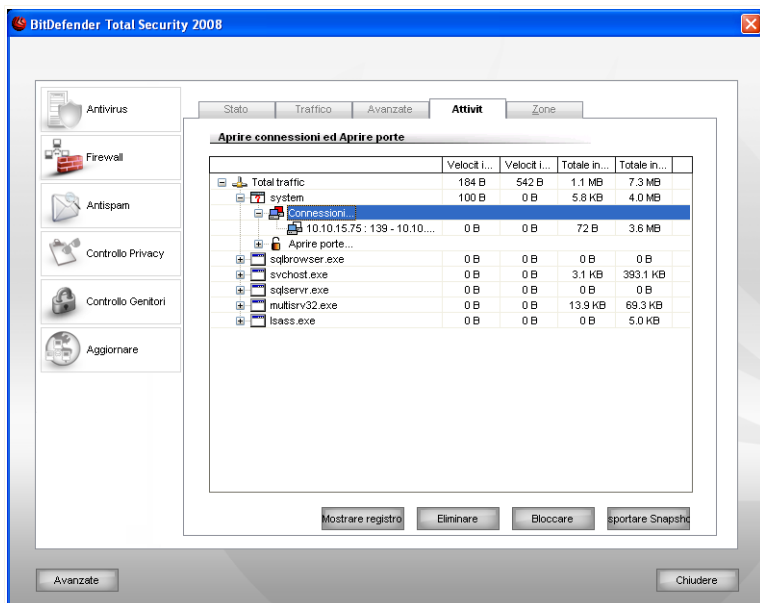 BitDefender Total Security 2008
Antivirus
Firewall
Antispam
Controllo Privacy
Controllo Genitori
Aggiornare
Stato Traffico Avanzate Attivit Zone
Aprire connessioni ed Aprire porte
Velocit i... Velocit i... Totale in... Totale in...
Total traffic 184 B 542 B 1.1 MB 7.3 MB
system 100 B 0 B 5.8 KB 4.0 MB
Connessioni...
10.10.15.75 : 139 - 10.10.... 0 B 0 B 72 B 3.6 MB
Aprire porte...
sqlbrowser.exe 0 B 0 B 0 B 0 B
svchost.exe 0 B 0 B 3.1 KB 393.1 KB
sqlservr.exe 0 B 0 B 0 B 0 B
multisrv32.exe 0 B 0 B 13.9 KB 69.3 KB
lsass.exe 0 B 0 B 0 B 5.0 KB
Mostrare registro Eliminare Bloccare sportare Snapsho
Avanzate Chiudere